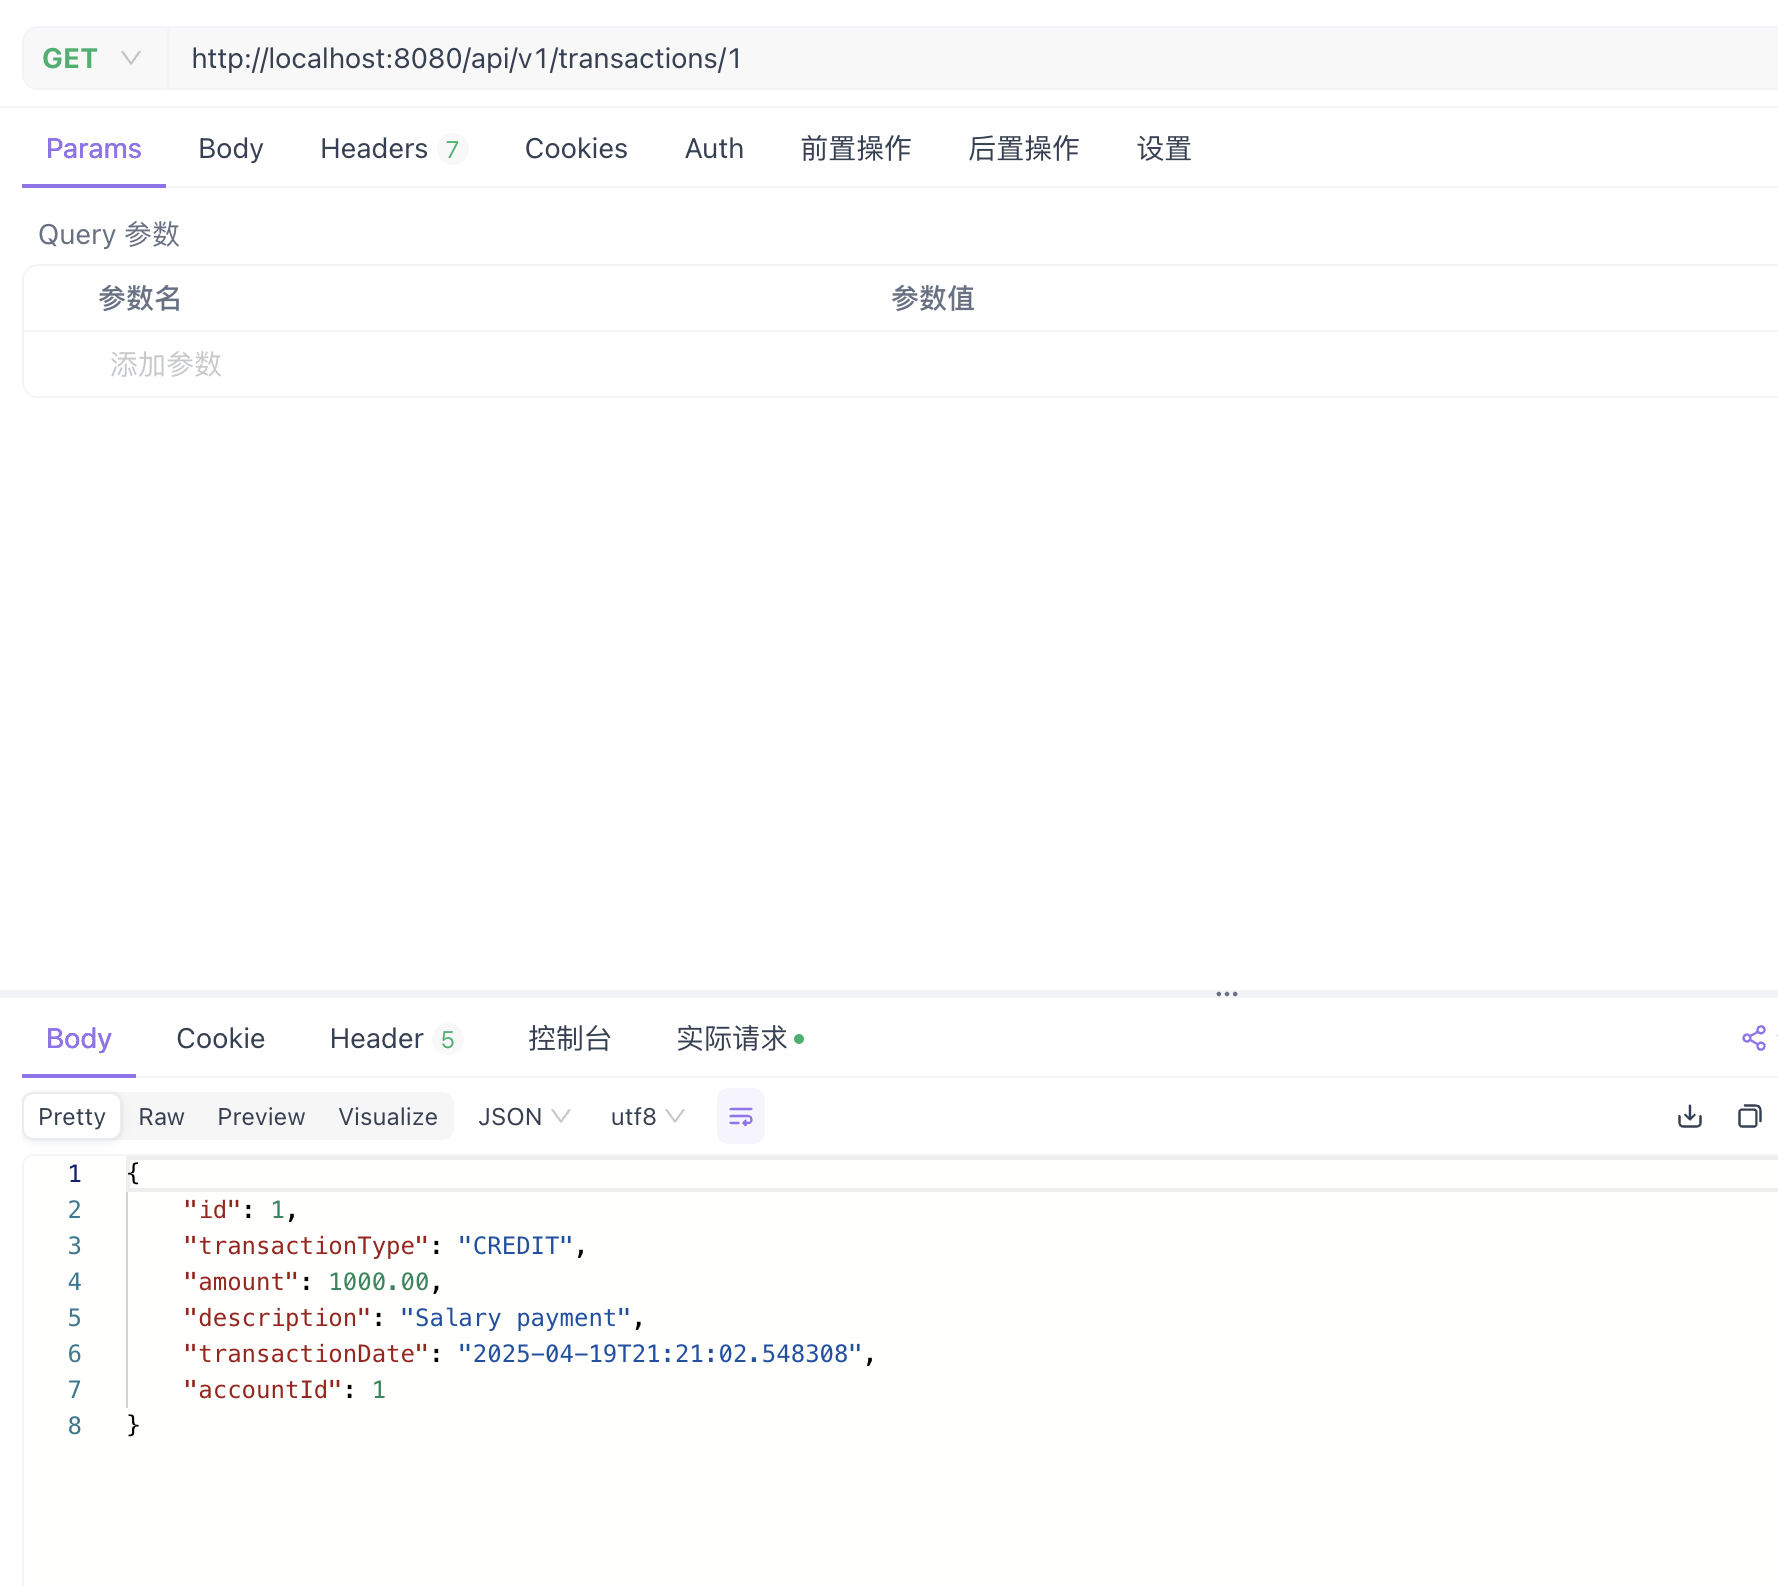 GET http://localhost:8080/api/v1/transactions/1
Params Body Headers 7 Cookies Auth 前置操作 后置操作 设置
Query 参数
参数名 参数值
添加参数
Body Cookie Header 5 控制台 实际请求
Pretty Raw Preview Visualize JSON utf8
1 {
2 "id": 1,
3 "transactionType": "CREDIT",
4 "amount": 1000.00,
5 "description": "Salary payment",
6 "transactionDate": "2025-04-19T21:21:02.548308",
7 "accountId": 1
8 }